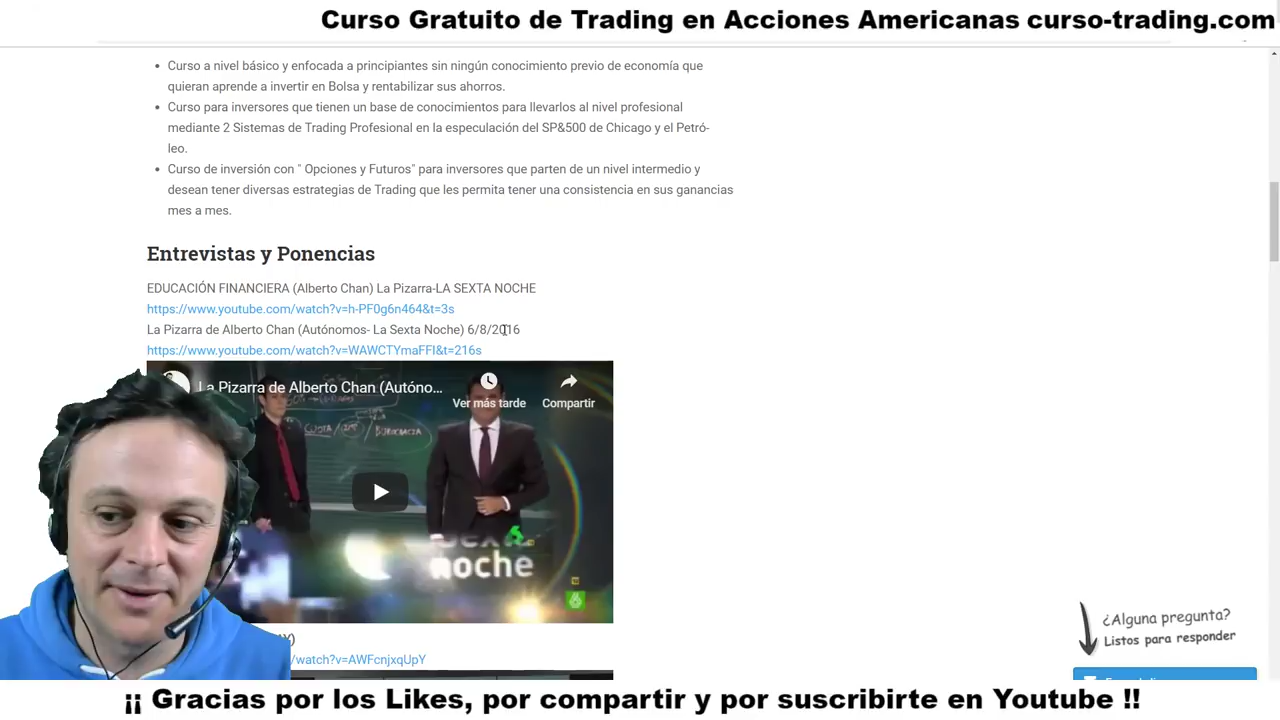 Curso Gratuito de Trading en Acciones Americanas curso-trading.com
• Curso a nivel básico y enfocada a principiantes sin ningún conocimiento previo de economía que
quieran aprende a invertir en Bolsa y rentabilizar sus ahorros.
• Curso para inversores que tienen un base de conocimientos para llevarlos al nivel profesional
mediante 2 Sistemas de Trading Profesional en la especulación del SP&500 de Chicago y el Petró-
leo.
• Curso de inversión con " Opciones y Futuros" para inversores que parten de un nivel intermedio y
desean tener diversas estrategias de Trading que les permita tener una consistencia en sus ganancias
mes a mes.
Entrevistas y Ponencias
EDUCACIÓN FINANCIERA (Alberto Chan) La Pizarra-LA SEXTA NOCHE
https://www.youtube.com/watch?v=h-PF0g6n464&t=3s
La Pizarra de Alberto Chan (Autónomos- La Sexta Noche) 6/8/2016
https://www.youtube.com/watch?v=WAWCTYmaFFI&t=216s
La Pizarra de Alberto Chan (Autóno...
Ver más tarde
Compartir
CUOTA
BUROCRACIA
noche
¿Alguna pregunta?
Listos para responder
/watch?v=AWFcnjxqUpY
¡¡ Gracias por los Likes, por compartir y por suscribirte en Youtube !!